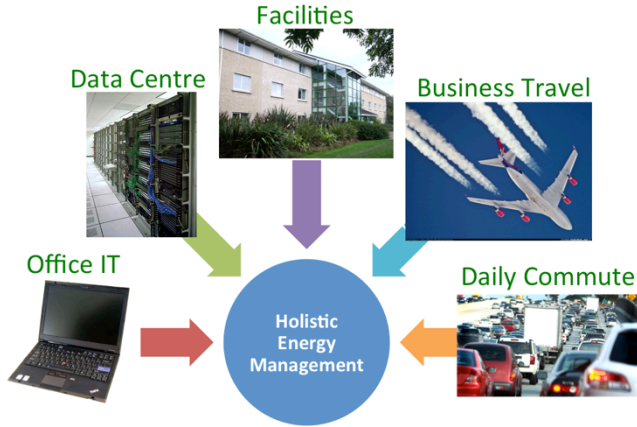 Facilities
Data Centre
Business Travel
Office IT
Daily Commute
Holistic
Energy
Management